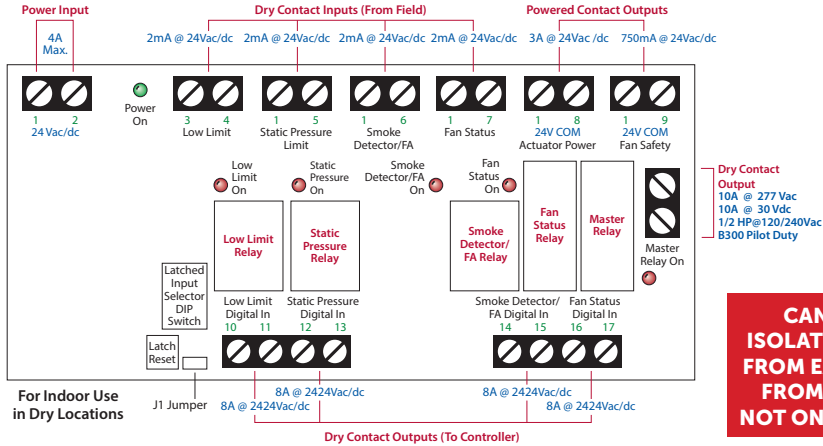 Power Input
Dry Contact Inputs (From Field)
Powered Contact Outputs
4A
Max.
2mA @ 24Vac/dc
2mA @ 24Vac/dc
2mA @ 24Vac/dc
2mA @ 24Vac/dc
3A @ 24Vac /dc
750mA @ 24Vac/dc
Power
On
1 2
24 Vac/dc
3 4
Low Limit
1 5
Static Pressure
Limit
1 6
Smoke
Detector/FA
1 7
Fan Status
1 8
24V COM
Actuator Power
1 9
24V COM
Fan Safety
Low
Limit
On
Static
Pressure
On
Smoke
Detector/FA
On
Fan
Status
On
Dry Contact
Output
10A @ 277 Vac
10A @ 30 Vdc
1/2 HP@120/240Vac
B300 Pilot Duty
Low Limit
Relay
Static
Pressure
Relay
Smoke
Detector/
FA Relay
Fan
Status
Relay
Master
Relay
Master
Relay On
Latched
Input
Selector
DIP
Switch
Low Limit
Digital In
10 11
Static Pressure
Digital In
12 13
Smoke Detector/
FA Digital In
14 15
Fan Status
Digital In
16 17
Latch
Reset
J1 Jumper
For Indoor Use
in Dry Locations
8A @ 2424Vac/dc
8A @ 2424Vac/dc
8A @ 2424Vac/dc
8A @ 2424Vac/dc
Dry Contact Outputs (To Controller)
CAN
ISOLAT
FROM E
FROM
NOT ON